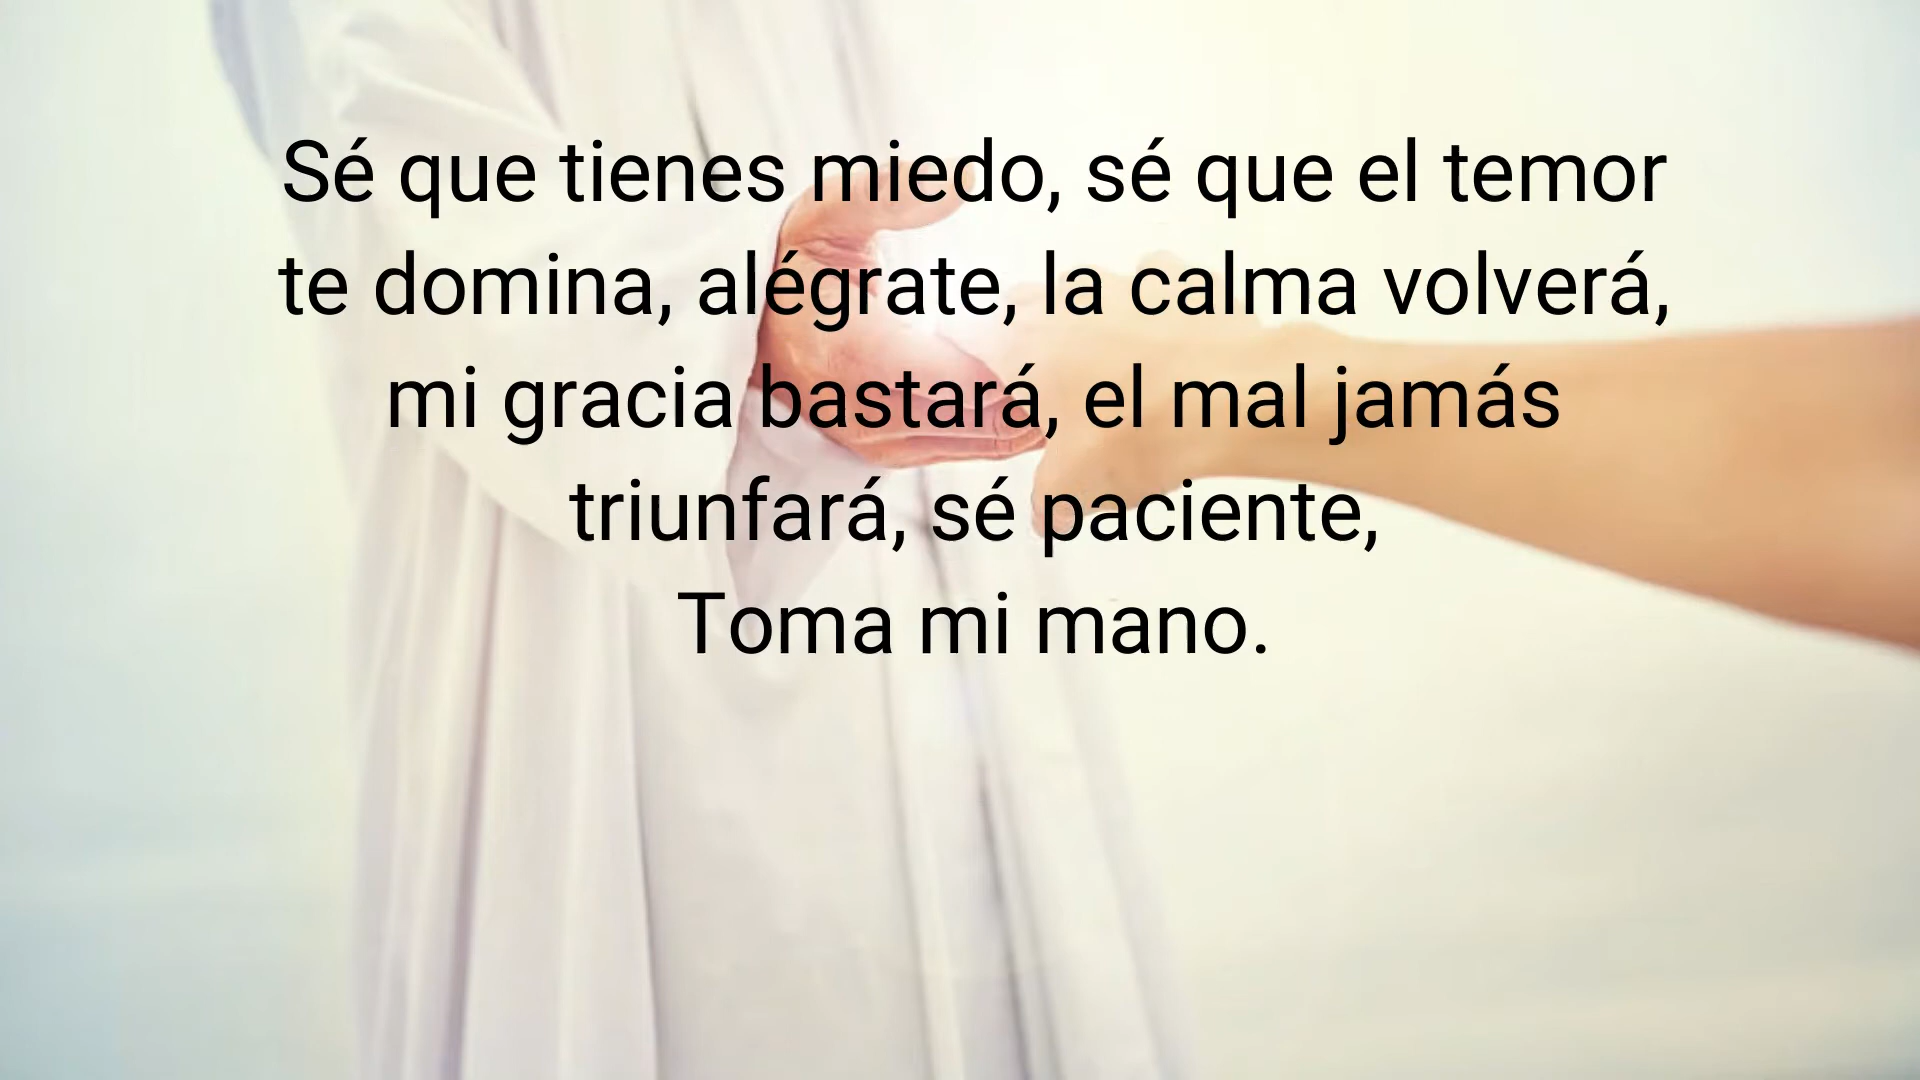 Sé que tienes miedo, sé que el temor
te domina, alégrate, la calma volverá,
mi gracia bastará, el mal jamás
triunfará, sé paciente,
Toma mi mano.